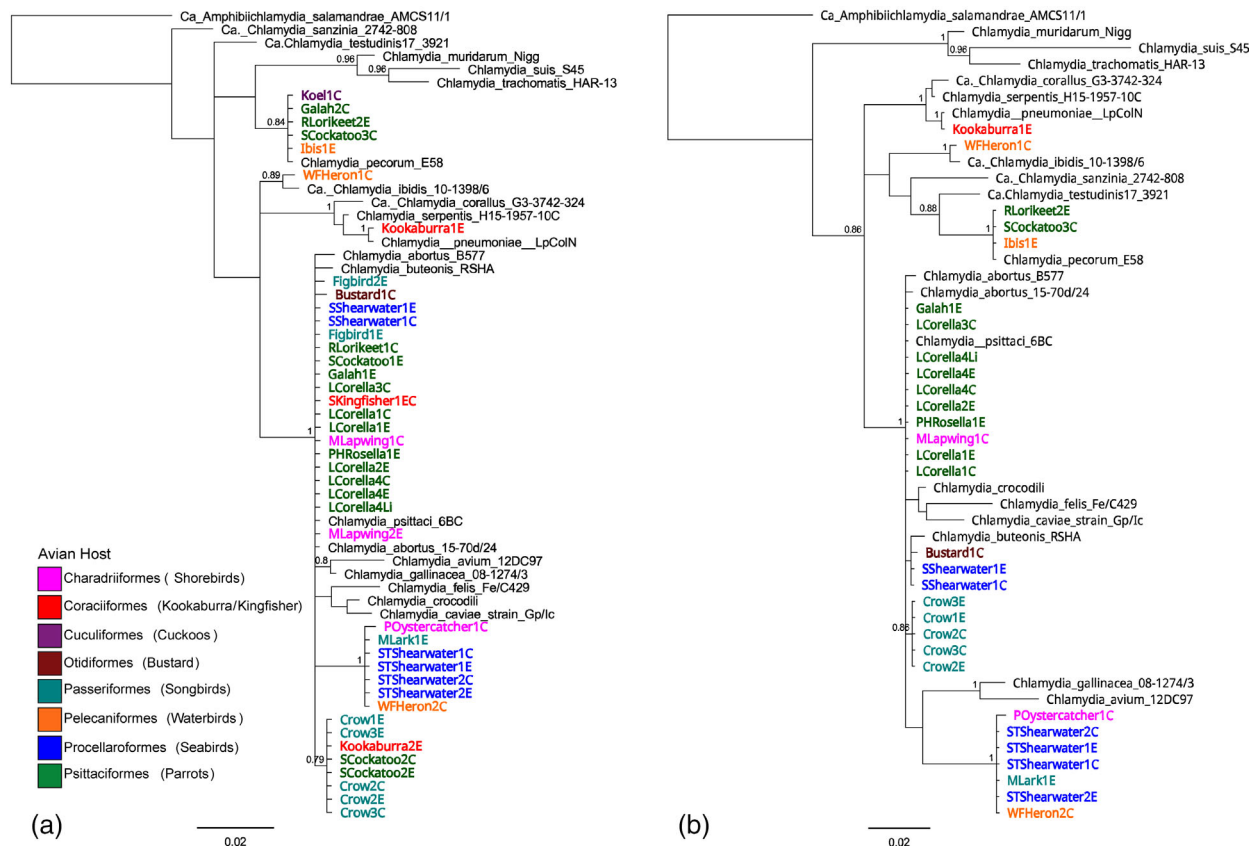 Ca_Amphibiichlamydia_salamandrae_AMCS11/1
Ca._Chlamydia_sanzinia_2742-808
Ca.Chlamydia_testudinis17_3921
Chlamydia_muridarum_Nigg
0.96
Chlamydia_suis_S45
0.96
Chlamydia_trachomatis_HAR-13
Koel1C
Galah2C
RLorikeet2E
0.84
SCockatoo3C
Ibis1E
Chlamydia_pecorum_E58
0.89
WFHeron1C
Ca._Chlamydia_ibidis_10-1398/6
Ca._Chlamydia_corallus_G3-3742-324
1
Chlamydia_serpentis_H15-1957-10C
Kookaburra1E
1
Chlamydia__pneumoniae__LpColN
Chlamydia_abortus_B577
Chlamydia_buteonis_RSHA
Figbird2E
Bustard1C
SShearwater1E
SShearwater1C
Figbird1E
RLorikeet1C
SCockatoo1E
Galah1E
LCorella3C
SKingfisher1EC
LCorella1C
LCorella1E
1
MLapwing1C
PHRosella1E
LCorella2E
LCorella4C
LCorella4E
LCorella4Li
Chlamydia_psittaci_6BC
MLapwing2E
Chlamydia_abortus_15-70d/24
0.8
Chlamydia_avium_12DC97
Chlamydia_gallinacea_08-1274/3
Chlamydia_felis_Fe/C429
Chlamydia_crocodili
Chlamydia_caviae_strain_Gp/Ic
POystercatcher1C
MLark1E
STShearwater1C
1
STShearwater1E
STShearwater2C
STShearwater2E
WFHeron2C
Crow1E
Crow3E
Kookaburra2E
0.79
SCockatoo2C
SCockatoo2E
Crow2C
Crow2E
Crow3C
Avian Host
Charadriiformes ( Shorebirds)
Coraciiformes (Kookaburra/Kingfisher)
Cuculiformes (Cuckoos)
Otidiformes (Bustard)
Passeriformes (Songbirds)
Pelecaniformes (Waterbirds)
Procellaroformes (Seabirds)
Psittaciformes (Parrots)
(a)
0.02
Ca_Amphibiichlamydia_salamandrae_AMCS11/1
1
Chlamydia_muridarum_Nigg
0.96
Chlamydia_suis_S45
Chlamydia_trachomatis_HAR-13
Ca._Chlamydia_corallus_G3-3742-324
1
Chlamydia_serpentis_H15-1957-10C
1
Chlamydia__pneumoniae__LpColN
Kookaburra1E
1
WFHeron1C
Ca._Chlamydia_ibidis_10-1398/6
Ca._Chlamydia_sanzinia_2742-808
Ca.Chlamydia_testudinis17_3921
0.88
RLorikeet2E
1
SCockatoo3C
0.86
Ibis1E
Chlamydia_pecorum_E58
Chlamydia_abortus_B577
Chlamydia_abortus_15-70d/24
Galah1E
LCorella3C
Chlamydia__psittaci_6BC
LCorella4Li
LCorella4E
LCorella4C
LCorella2E
1
PHRosella1E
MLapwing1C
LCorella1E
LCorella1C
Chlamydia_crocodili
Chlamydia_felis_Fe/C429
Chlamydia_caviae_strain_Gp/Ic
Chlamydia_buteonis_RSHA
Bustard1C
SShearwater1E
SShearwater1C
Crow3E
Crow1E
0.88
Crow2C
Crow3C
Crow2E
1
Chlamydia_gallinacea_08-1274/3
Chlamydia_avium_12DC97
POystercatcher1C
STShearwater2C
STShearwater1E
1
STShearwater1C
MLark1E
STShearwater2E
WFHeron2C
(b)
0.02